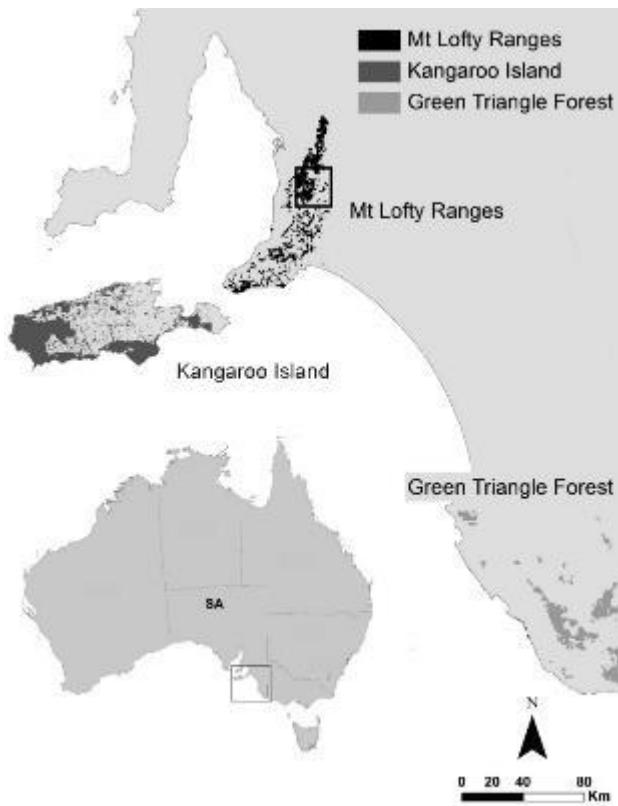 Mt Lofty Ranges
Kangaroo Island
Green Triangle Forest
Mt Lofty Ranges
Kangaroo Island
Green Triangle Forest
SA
N
0 20 40 80
Km